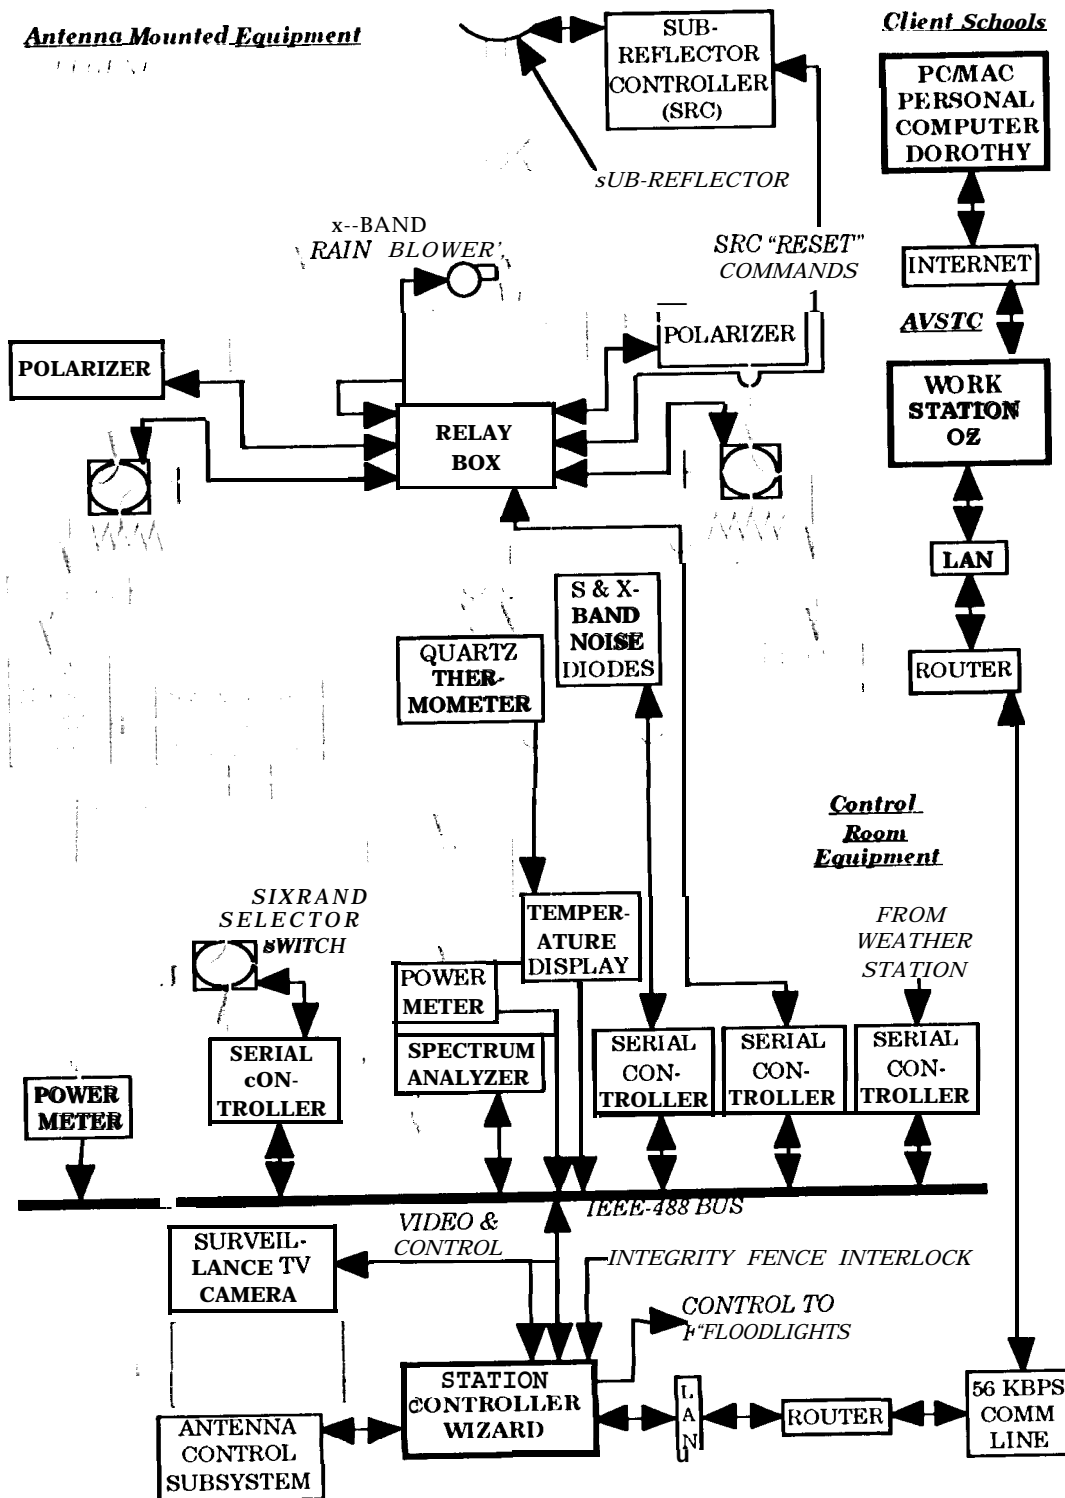 Antenna Mounted Equipment
SUB-
REFLECTOR
CONTROLLER
(SRC)
sUB-REFLECTOR
Client Schools
PC/MAC
PERSONAL
COMPUTER
DOROTHY
x--BAND
RAIN BLOWER',
SRC "RESET"
COMMANDS
INTERNET
AVSTC
POLARIZER
POLARIZER
WORK
STATION
OZ
RELAY
BOX
LAN
S & X-
BAND
NOISE
DIODES
QUARTZ
THER-
MOMETER
ROUTER
Control
Room
Equipment
SIXRAND
SELECTOR
sWITCH
TEMPER-
ATURE
DISPLAY
FROM
WEATHER
STATION
POWER
METER
SERIAL
cON-
TROLLER
SPECTRUM
ANALYZER
SERIAL
CON-
TROLLER
SERIAL
CON-
TROLLER
SERIAL
CON-
TROLLER
POWER
METER
IEEE-488 BUS
VIDEO &
CONTROL
SURVEIL-
LANCE TV
CAMERA
INTEGRITY FENCE INTERLOCK
CONTROL TO
F"FLOODLIGHTS
STATION
CONTROLLER
WIZARD
L
A
N
u
ROUTER
56 KBPS
COMM
LINE
ANTENNA
CONTROL
SUBSYSTEM